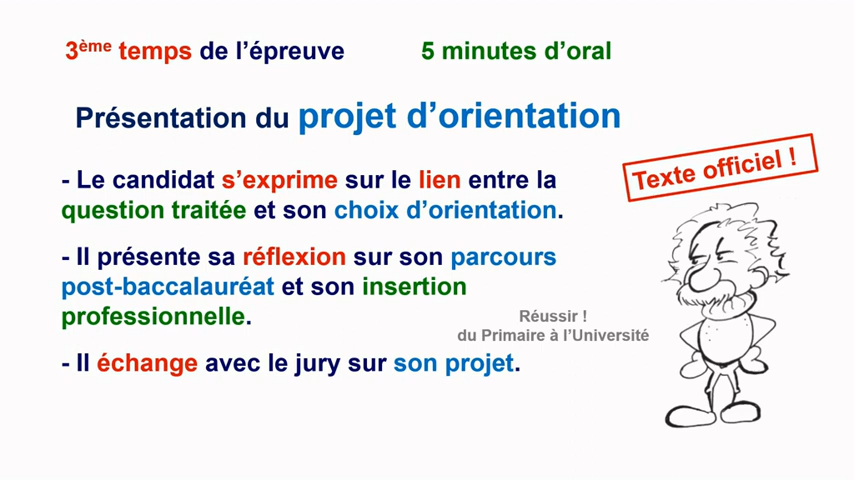 3ème temps de l'épreuve 5 minutes d'oral
Présentation du projet d'orientation
Texte officiel !
- Le candidat s'exprime sur le lien entre la
question traitée et son choix d'orientation.
- Il présente sa réflexion sur son parcours
post-baccalauréat et son insertion
professionnelle.
Réussir !
du Primaire à l'Université
- Il échange avec le jury sur son projet.